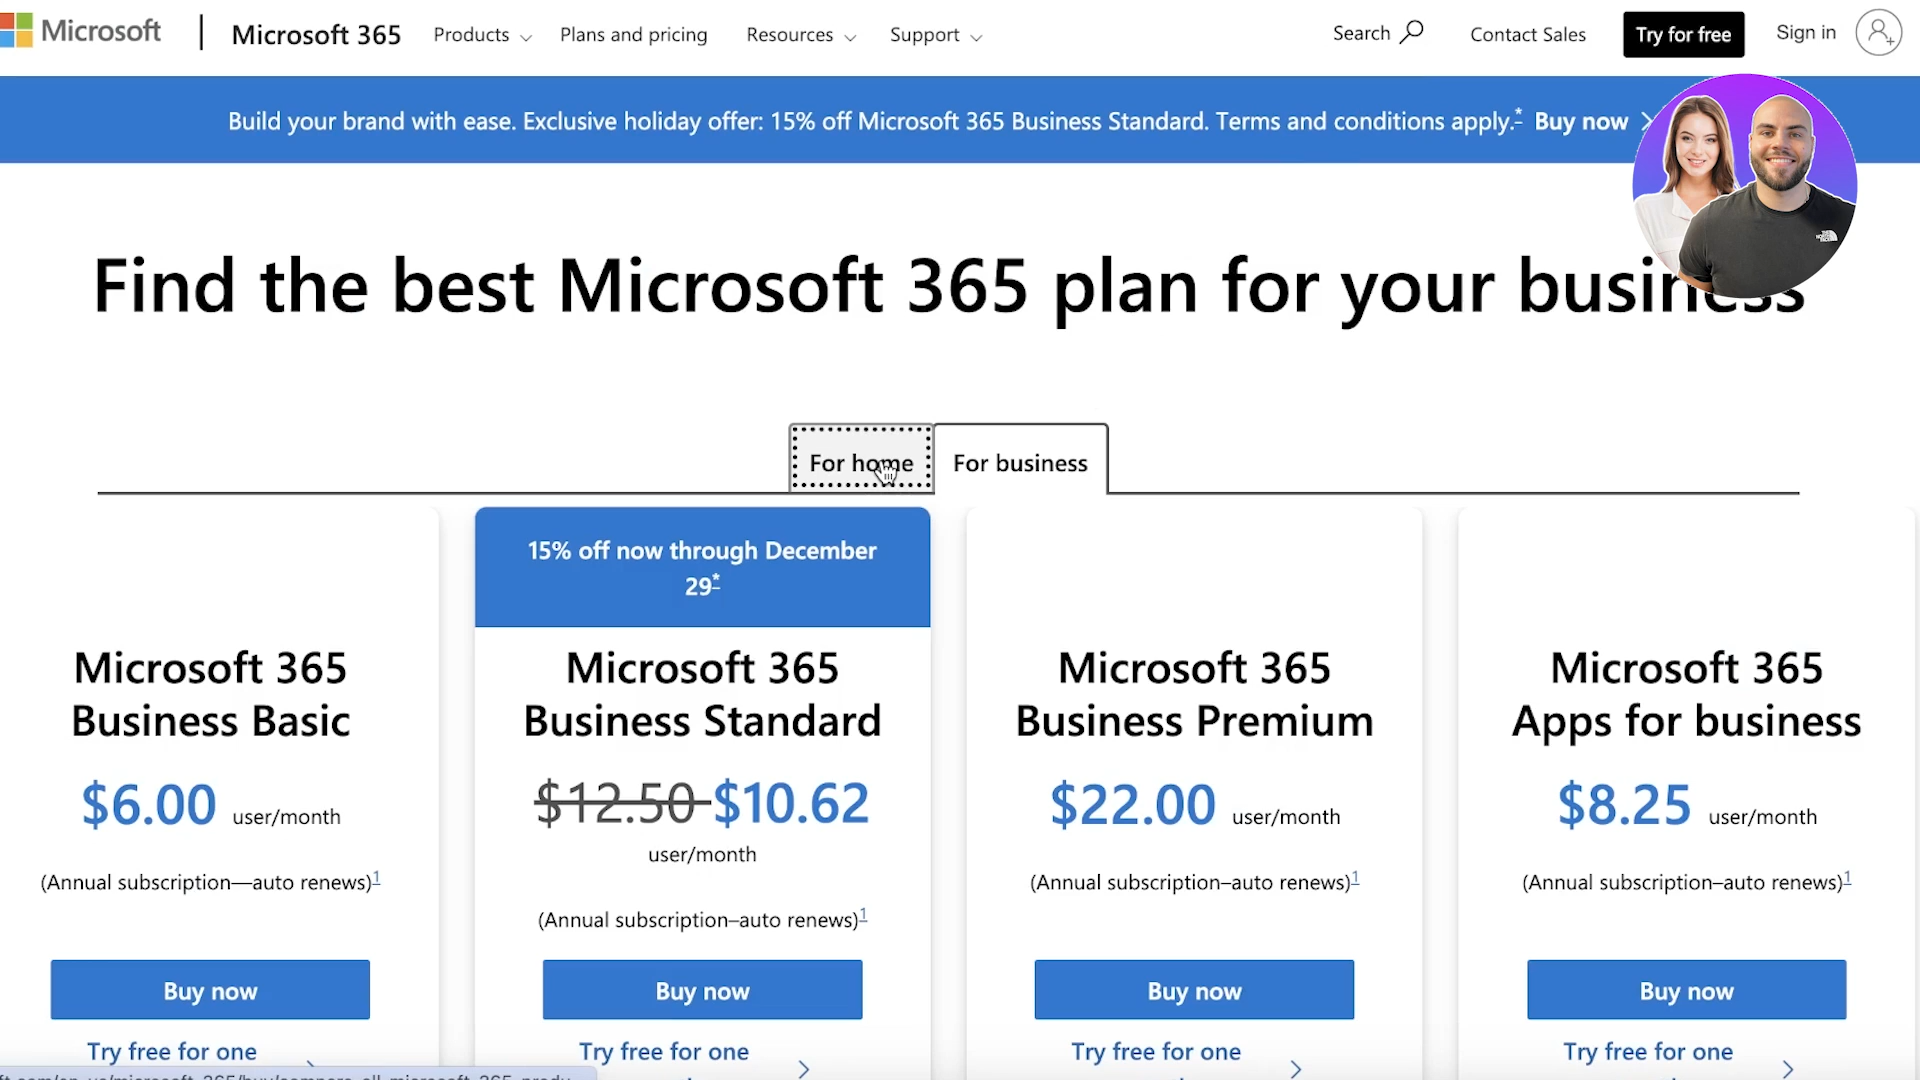 Microsoft | Microsoft 365 Products Plans and pricing Resources Support Search Contact Sales Try for free Sign in
Build your brand with ease. Exclusive holiday offer: 15% off Microsoft 365 Business Standard. Terms and conditions apply.* Buy now
Find the best Microsoft 365 plan for your business
For home For business
15% off now through December
29*
Microsoft 365
Business Basic
$6.00 user/month
(Annual subscription—auto renews)1
Buy now
Try free for one
Microsoft 365
Business Standard
$12.50 $10.62
user/month
(Annual subscription–auto renews)1
Buy now
Try free for one
Microsoft 365
Business Premium
$22.00 user/month
(Annual subscription–auto renews)1
Buy now
Try free for one
Microsoft 365
Apps for business
$8.25 user/month
(Annual subscription–auto renews)1
Buy now
Try free for one